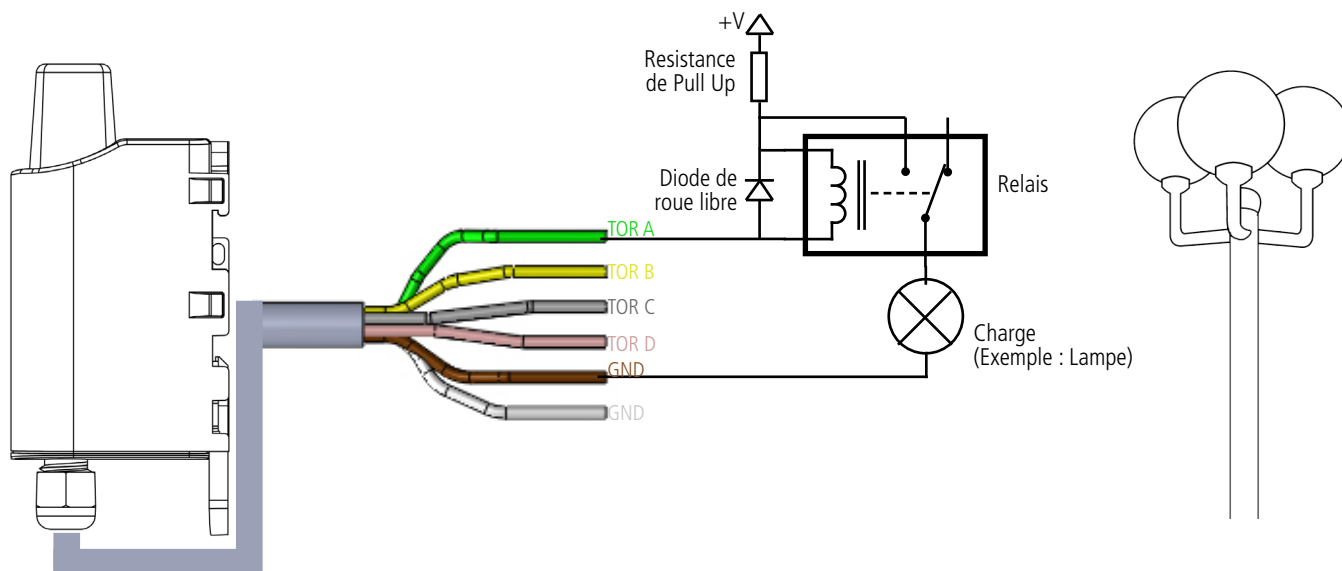 +V
Resistance
de Pull Up
Diode de
roue libre
Relais
TOR A
TOR B
TOR C
TOR D
GND
GND
Charge
(Exemple : Lampe)